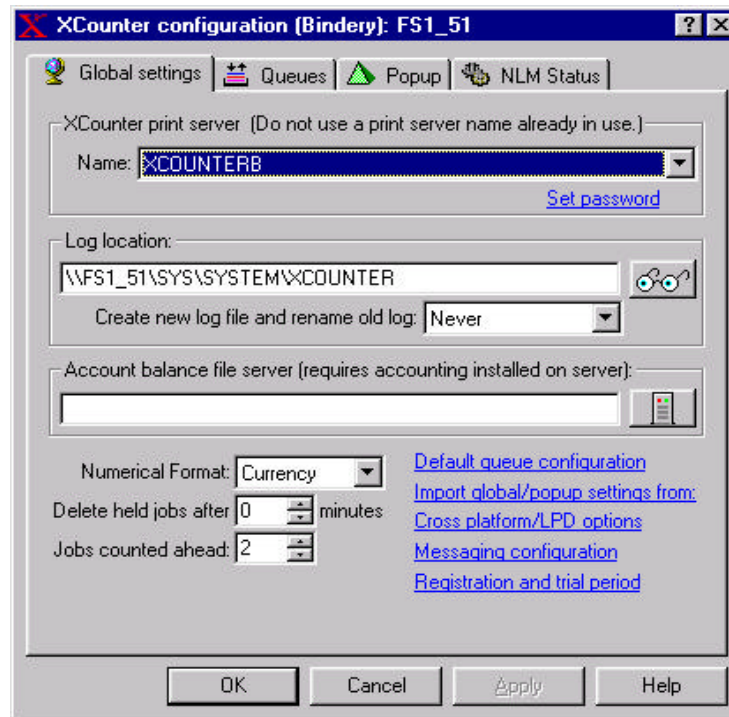 XCounter configuration (Bindery): FS1_51
Global settings Queues Popup NLM Status
XCounter print server (Do not use a print server name already in use.)
Name: XCOUNTERB
Set password
Log location:
\\FS1_51\SYS\SYSTEM\XCOUNTER
Create new log file and rename old log: Never
Account balance file server (requires accounting installed on server):
Numerical Format: Currency
Default queue configuration
Delete held jobs after 0 minutes
Import global/popup settings from:
Cross platform/LPD options
Jobs counted ahead: 2
Messaging configuration
Registration and trial period
OK Cancel Apply Help